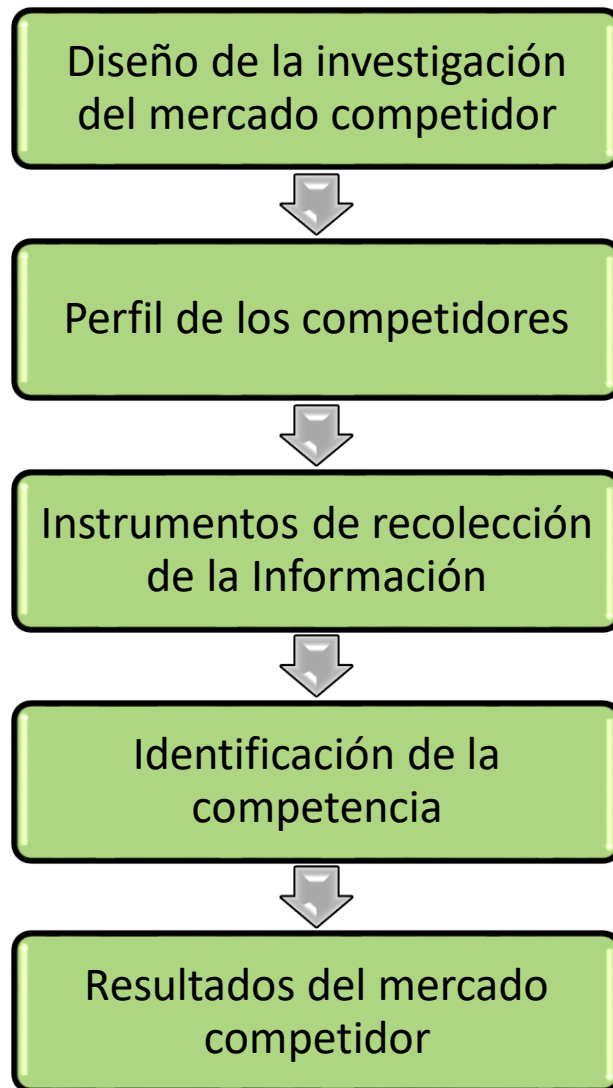 Diseño de la investigación
del mercado competidor
Perfil de los competidores
Instrumentos de recolección
de la Información
Identificación de la
competencia
Resultados del mercado
competidor